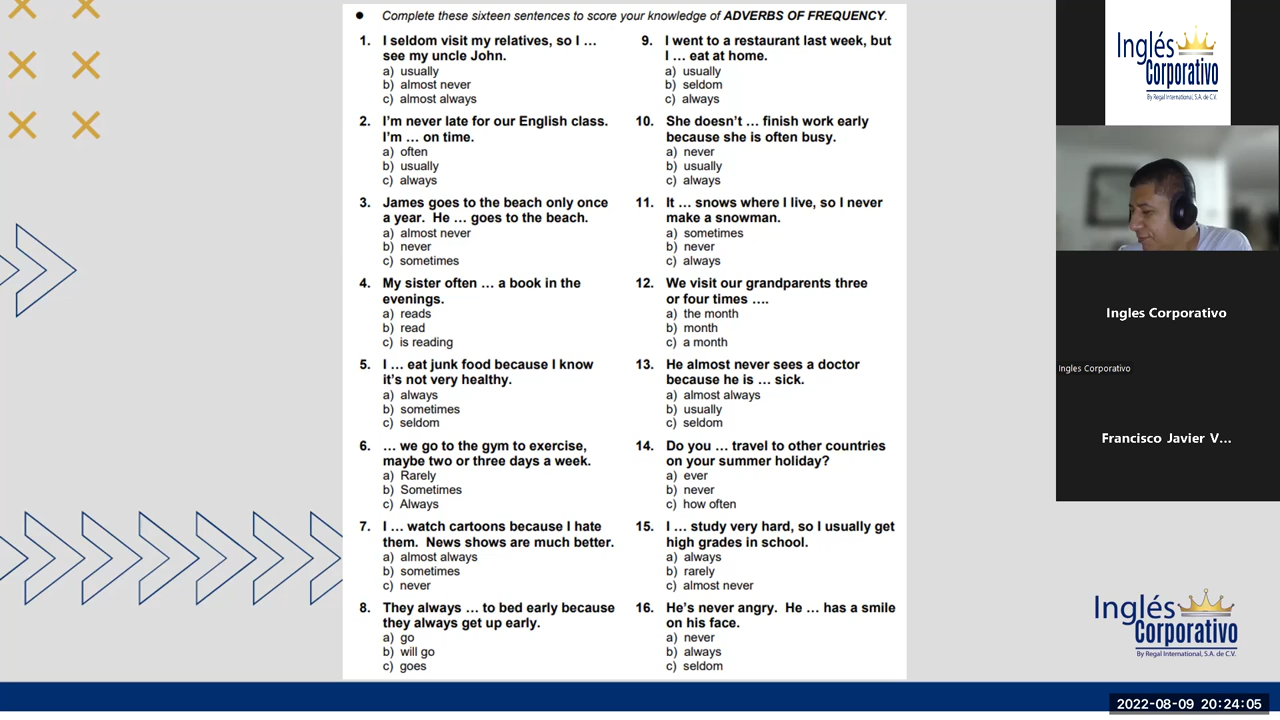 ● Complete these sixteen sentences to score your knowledge of ADVERBS OF FREQUENCY.
1. I seldom visit my relatives, so I …
see my uncle John.
a) usually
b) almost never
c) almost always
2. I'm never late for our English class.
I'm … on time.
a) often
b) usually
c) always
3. James goes to the beach only once
a year. He … goes to the beach.
a) almost never
b) never
c) sometimes
4. My sister often … a book in the
evenings.
a) reads
b) read
c) is reading
5. I … eat junk food because I know
it's not very healthy.
a) always
b) sometimes
c) seldom
6. … we go to the gym to exercise,
maybe two or three days a week.
a) Rarely
b) Sometimes
c) Always
7. I … watch cartoons because I hate
them. News shows are much better.
a) almost always
b) sometimes
c) never
8. They always … to bed early because
they always get up early.
a) go
b) will go
c) goes
9. I went to a restaurant last week, but
I … eat at home.
a) usually
b) seldom
c) always
10. She doesn't … finish work early
because she is often busy.
a) never
b) usually
c) always
11. It … snows where I live, so I never
make a snowman.
a) sometimes
b) never
c) always
12. We visit our grandparents three
or four times ….
a) the month
b) month
c) a month
13. He almost never sees a doctor
because he is … sick.
a) almost always
b) usually
c) seldom
14. Do you … travel to other countries
on your summer holiday?
a) ever
b) never
c) how often
15. I … study very hard, so I usually get
high grades in school.
a) always
b) rarely
c) almost never
16. He's never angry. He … has a smile
on his face.
a) never
b) always
c) seldom
Inglés
Corporativo
By Regal International, S.A. de C.V.
Ingles Corporativo
Ingles Corporativo
Francisco Javier V...
Inglés
Corporativo
By Regal International, S.A. de C.V.
2022-08-09 20:24:05